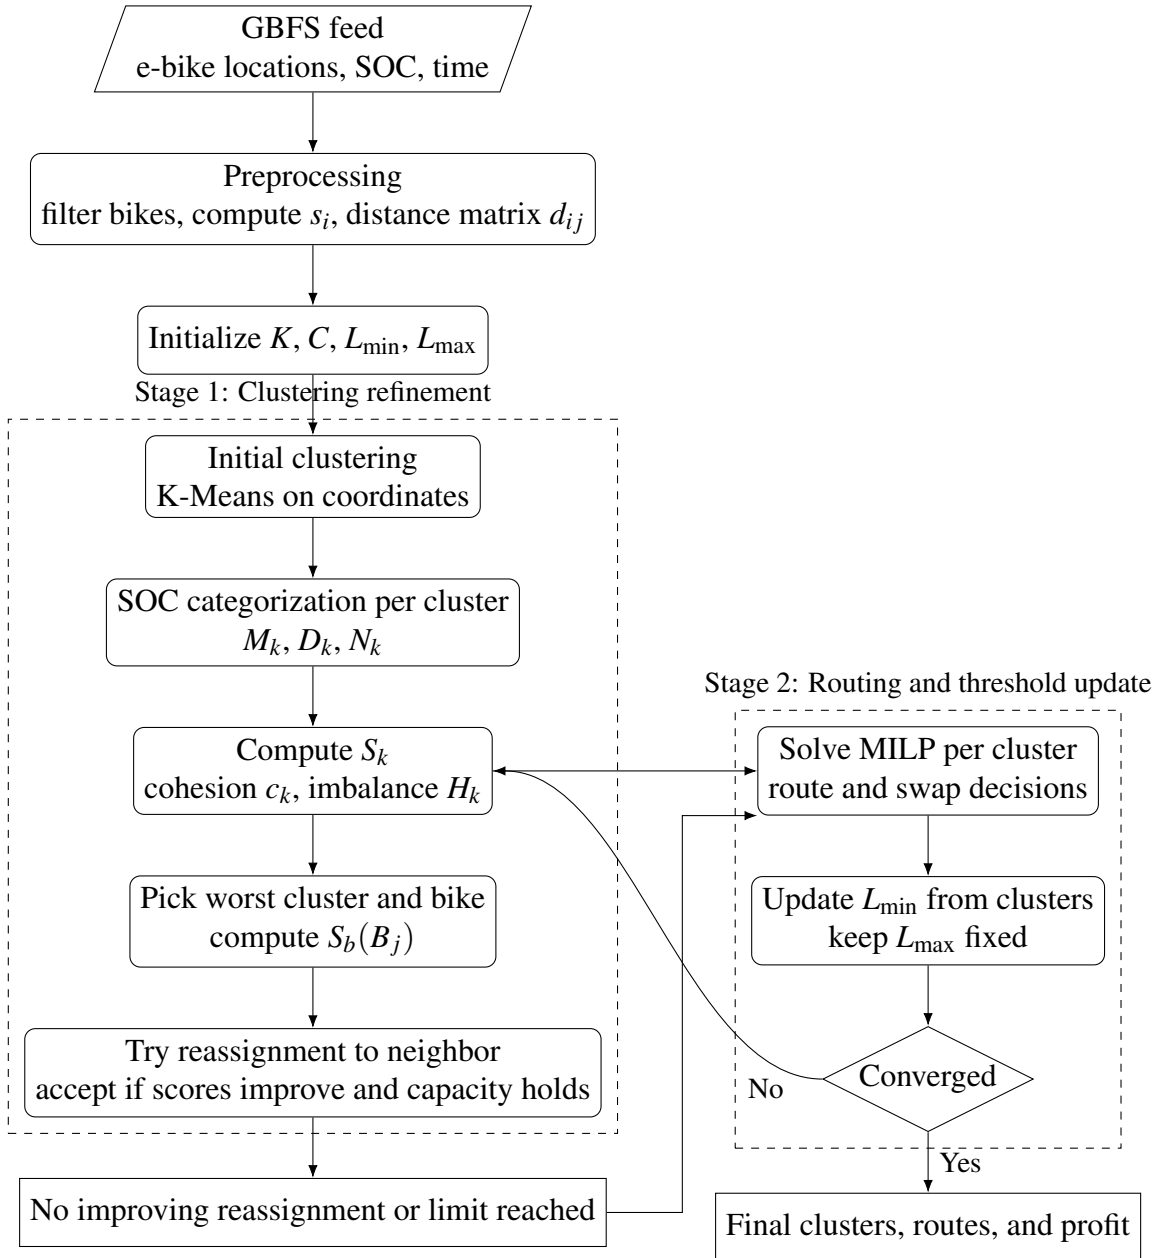 GBFS feed
e-bike locations, SOC, time
Preprocessing
filter bikes, compute s_i, distance matrix d_{ij}
Initialize K, C, L_min, L_max
Stage 1: Clustering refinement
Initial clustering
K-Means on coordinates
SOC categorization per cluster
M_k, D_k, N_k
Compute S_k
cohesion c_k, imbalance H_k
Pick worst cluster and bike
compute S_b(B_j)
Try reassignment to neighbor
accept if scores improve and capacity holds
No improving reassignment or limit reached
Stage 2: Routing and threshold update
Solve MILP per cluster
route and swap decisions
Update L_min from clusters
keep L_max fixed
Converged
No
Yes
Final clusters, routes, and profit